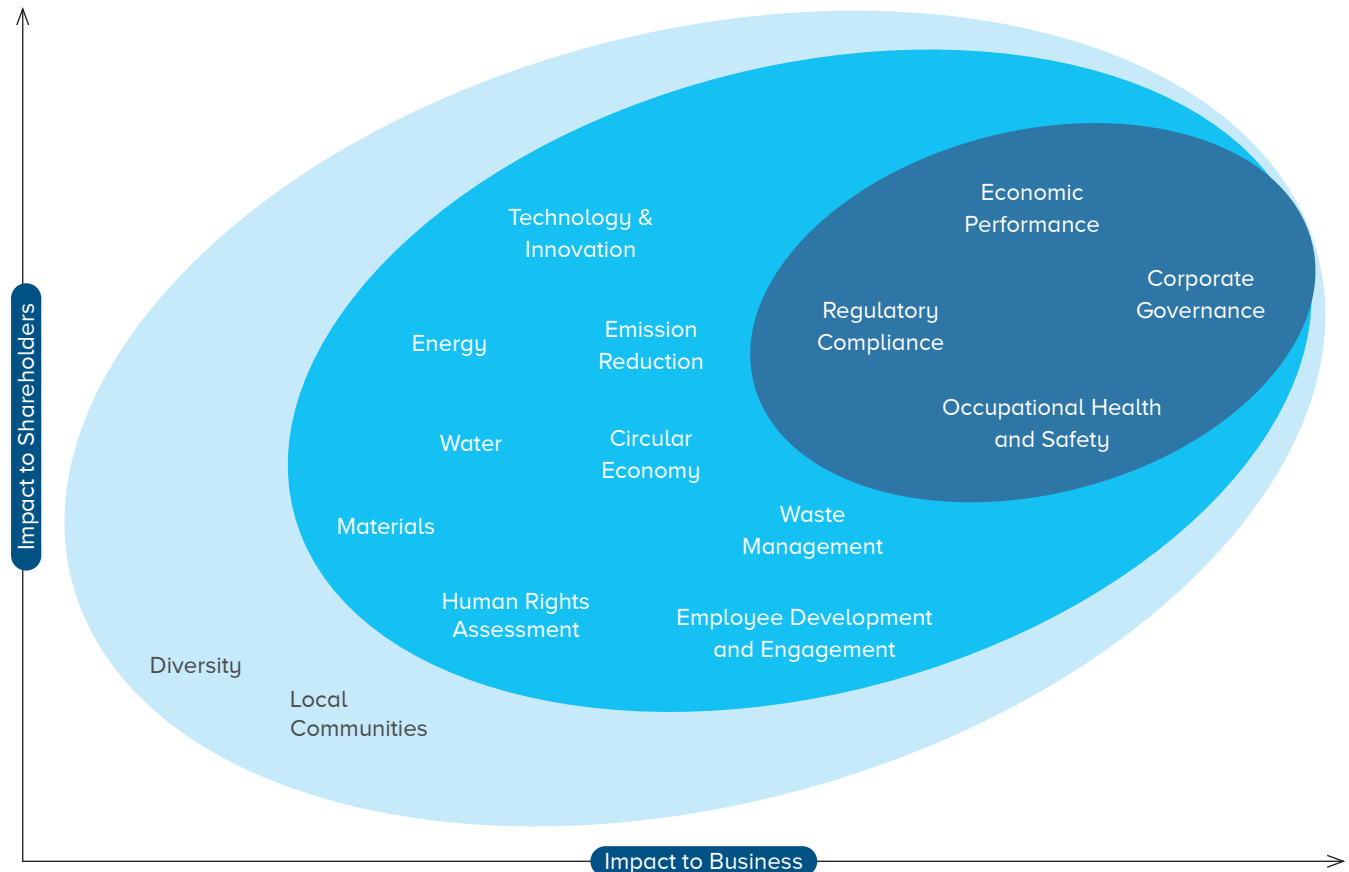 Impact to Shareholders
Economic
Performance
Technology &
Innovation
Corporate
Governance
Regulatory
Compliance
Energy
Emission
Reduction
Occupational Health
and Safety
Water
Circular
Economy
Materials
Waste
Management
Human Rights
Assessment
Employee Development
and Engagement
Diversity
Local
Communities
Impact to Business